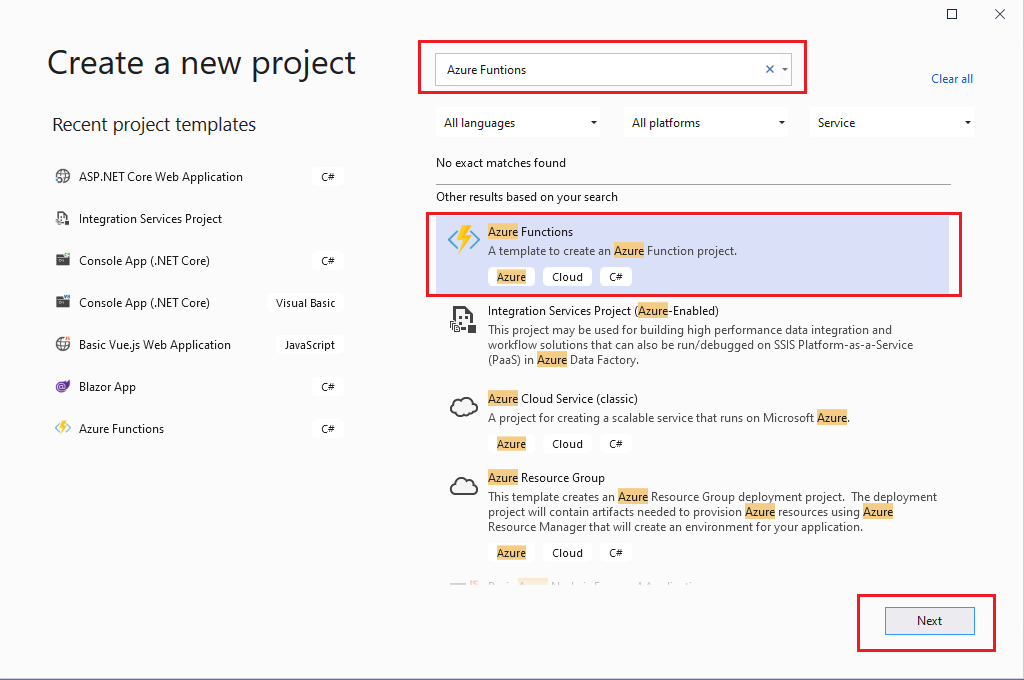 Create a new project
Recent project templates
ASP.NET Core Web Application C#
Integration Services Project
Console App (.NET Core) C#
Console App (.NET Core) Visual Basic
Basic Vue.js Web Application JavaScript
Blazor App C#
Azure Functions C#
Azure Funtions
Clear all
All languages All platforms Service
No exact matches found
Other results based on your search
Azure Functions
A template to create an Azure Function project.
Azure Cloud C#
Integration Services Project (Azure-Enabled)
This project may be used for building high performance data integration and
workflow solutions that can also be run/debugged on SSIS Platform-as-a-Service
(PaaS) in Azure Data Factory.
Azure Cloud Service (classic)
A project for creating a scalable service that runs on Microsoft Azure.
Azure Cloud C#
Azure Resource Group
This template creates an Azure Resource Group deployment project. The deployment
project will contain artifacts needed to provision Azure resources using Azure
Resource Manager that will create an environment for your application.
Azure Cloud C#
Next